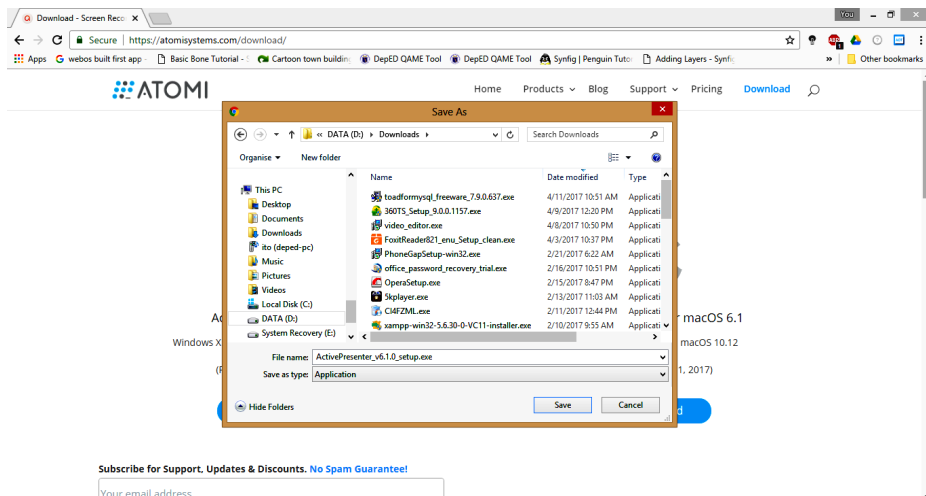 Download - Screen Reco
You
Secure | https://atomisystems.com/download/
Apps webos built first app - Basic Bone Tutorial - S Cartoon town building DepED QAME Tool DepED QAME Tool Synfig | Penguin Tutor Adding Layers - Synfig » Other bookmarks
ATOMI Home Products Blog Support Pricing Download
Save As
« DATA (D:) Downloads Search Downloads
Organise New folder
Name Date modified Type
This PC
Desktop
Documents
Downloads
ito (deped-pc)
Music
Pictures
Videos
Local Disk (C:)
DATA (D:)
System Recovery (E:)
toadformysql_freeware_7.9.0.637.exe 4/11/2017 10:51 AM Applicati
360TS_Setup_9.0.0.1157.exe 4/9/2017 12:20 PM Applicati
video_editor.exe 4/8/2017 10:50 PM Applicati
FoxitReader821_enu_Setup_clean.exe 4/3/2017 10:37 PM Applicati
PhoneGapSetup-win32.exe 2/21/2017 6:22 AM Applicati
office_password_recovery_trial.exe 2/16/2017 10:51 PM Applicati
OperaSetup.exe 2/15/2017 8:47 PM Applicati
5kplayer.exe 2/13/2017 11:03 AM Applicati
CI4FZML.exe 2/11/2017 12:44 PM Applicati
xampp-win32-5.6.30-0-VC11-installer.exe 2/10/2017 9:55 AM Applicati
A r macOS 6.1
Windows X macOS 10.12
1, 2017)
File name: ActivePresenter_v6.1.0_setup.exe
Save as type: Application
Hide Folders Save Cancel
d
Subscribe for Support, Updates & Discounts. No Spam Guarantee!
Your email address